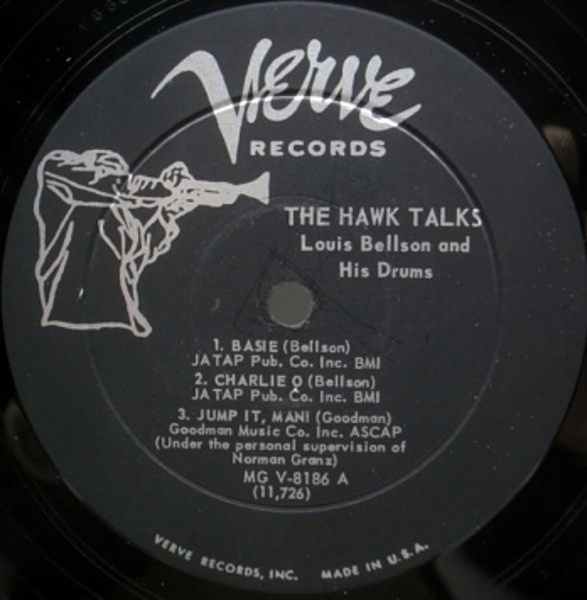 Verve
RECORDS
THE HAWK TALKS
Louis Bellson and
His Drums
1. BASIE (Bellson)
JATAP Pub. Co. Inc. BMI
2. CHARLIE O (Bellson)
JATAP Pub. Co. Inc. BMI
3. JUMP IT, MAN! (Goodman)
Goodman Music Co. Inc. ASCAP
(Under the personal supervision of
Norman Granz)
MG V-8186 A
(11,726)
VERVE RECORDS, INC. MADE IN U.S.A.